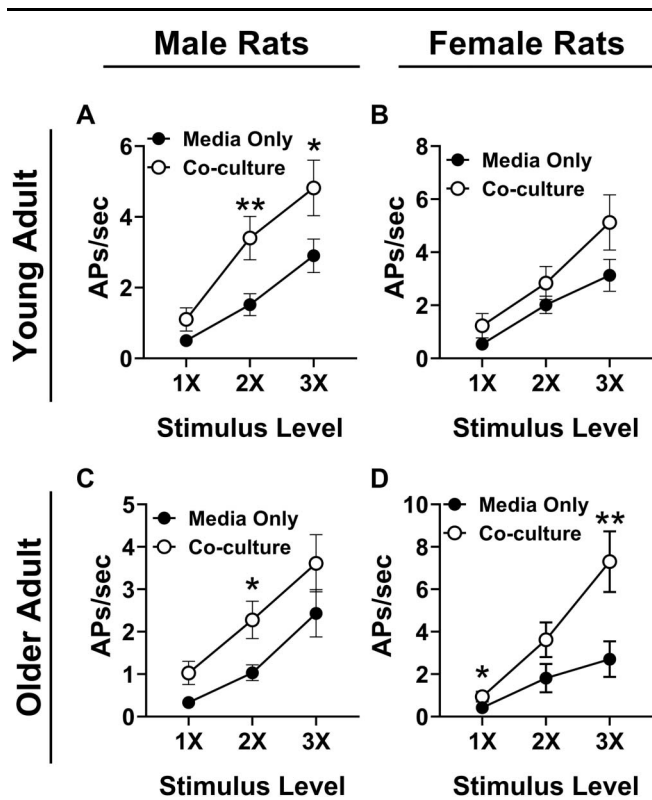 Male Rats
Female Rats
Young Adult
A
Media Only
Co-culture
*
**
APs/sec
6
4
2
0
1X 2X 3X
Stimulus Level
B
Media Only
Co-culture
APs/sec
8
6
4
2
0
1X 2X 3X
Stimulus Level
Older Adult
C
Media Only
Co-culture
*
APs/sec
5
4
3
2
1
0
1X 2X 3X
Stimulus Level
D
Media Only
Co-culture
**
*
APs/sec
10
8
6
4
2
0
1X 2X 3X
Stimulus Level